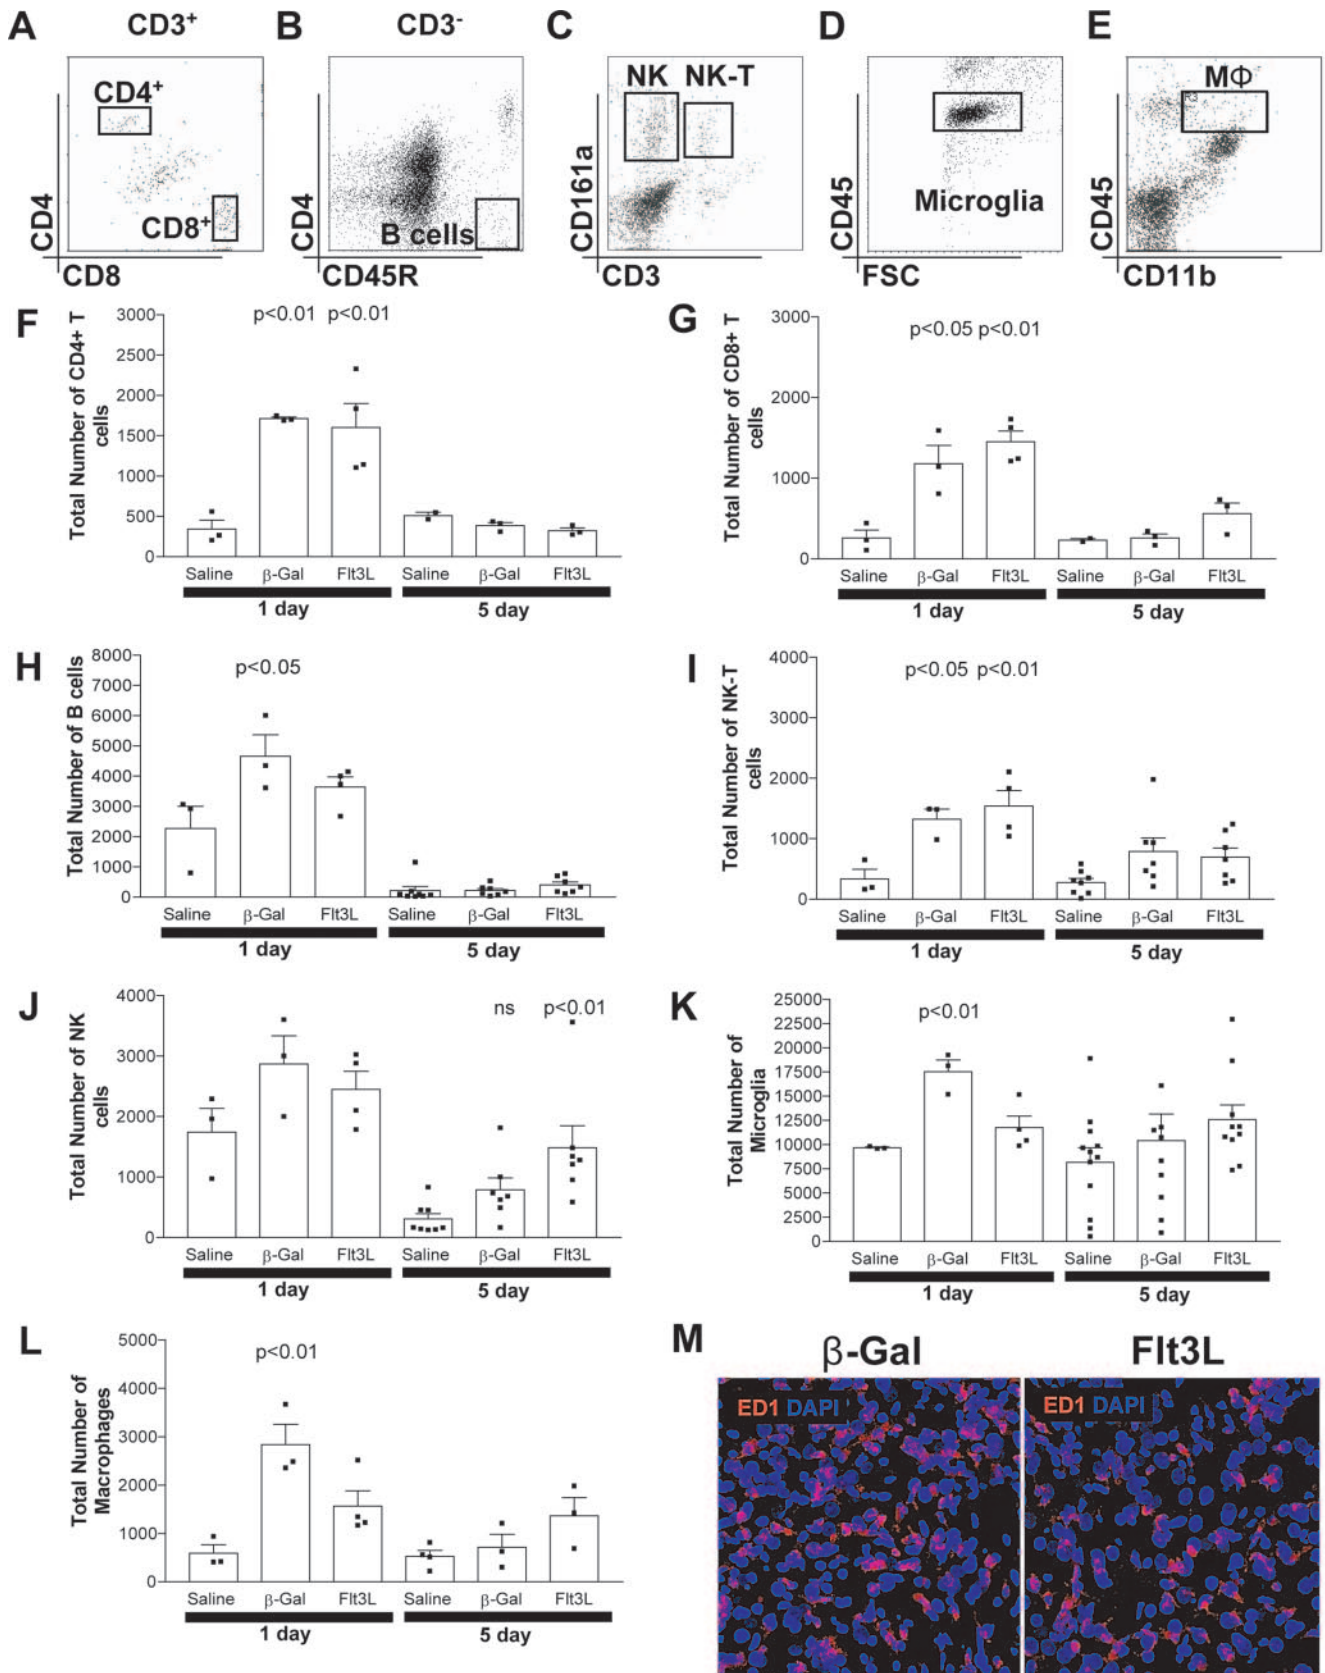 A CD3+ B CD3- C D E
CD4+
CD8+
CD4
CD8
B cells
CD4
CD45R
NK NK-T
CD161a
CD3
Microglia
CD45
FSC
MΦ
CD45
CD11b
F
Total Number of CD4+ T
cells
3000
2500
2000
1500
1000
500
0
p<0.01 p<0.01
Saline β-Gal Flt3L Saline β-Gal Flt3L
1 day 5 day
G
Total Number of CD8+ T
cells
3000
2000
1000
0
p<0.05 p<0.01
Saline β-Gal Flt3L Saline β-Gal Flt3L
1 day 5 day
H
Total Number of B cells
8000
7000
6000
5000
4000
3000
2000
1000
0
p<0.05
Saline β-Gal Flt3L Saline β-Gal Flt3L
1 day 5 day
I
Total Number of NK-T
cells
4000
3000
2000
1000
0
p<0.05 p<0.01
Saline β-Gal Flt3L Saline β-Gal Flt3L
1 day 5 day
J
Total Number of NK
cells
4000
3000
2000
1000
0
ns p<0.01
Saline β-Gal Flt3L Saline β-Gal Flt3L
1 day 5 day
K
Total Number of
Microglia
25000
22500
20000
17500
15000
12500
10000
7500
5000
2500
0
p<0.01
Saline β-Gal Flt3L Saline β-Gal Flt3L
1 day 5 day
L
Total Number of
Macrophages
5000
4000
3000
2000
1000
0
p<0.01
Saline β-Gal Flt3L Saline β-Gal Flt3L
1 day 5 day
M β-Gal Flt3L
ED1 DAPI ED1 DAPI